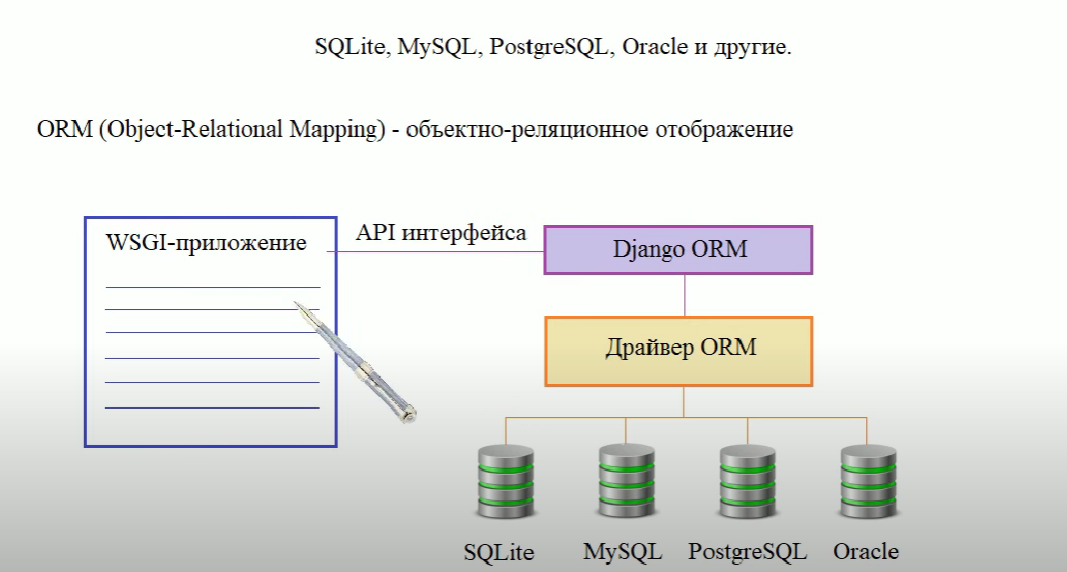 SQLite, MySQL, PostgreSQL, Oracle и другие.
ORM (Object-Relational Mapping) - объектно-реляционное отображение
WSGI-приложение
API интерфейса
Django ORM
Драйвер ORM
SQLite
MySQL
PostgreSQL
Oracle